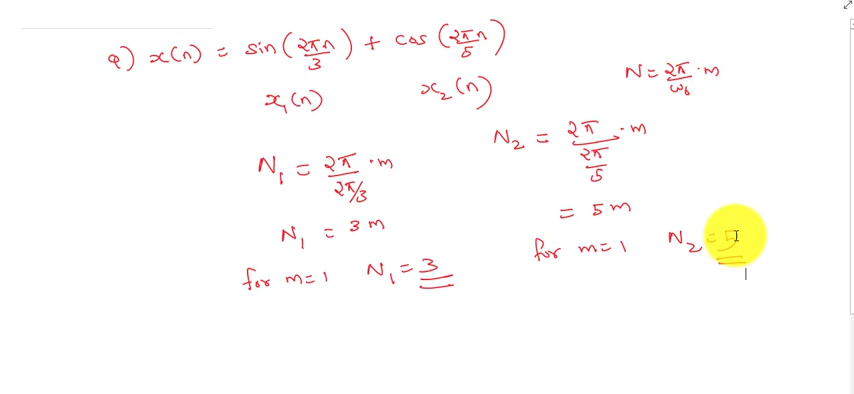 Q) x(n) = sin(2πn/3) + cos(2πn/5)
x₁(n) x₂(n)
N = 2π/ω₀ · m
N₁ = 2π/(2π/3) · m
N₁ = 3m
for m=1 N₁ = 3
N₂ = 2π/(2π/5) · m
= 5m
for m=1 N₂ = 5